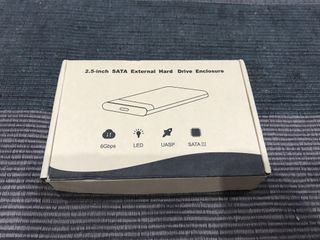 2.5-inch SATA External Hard Drive Enclosure
6Gbps LED UASP SATA III